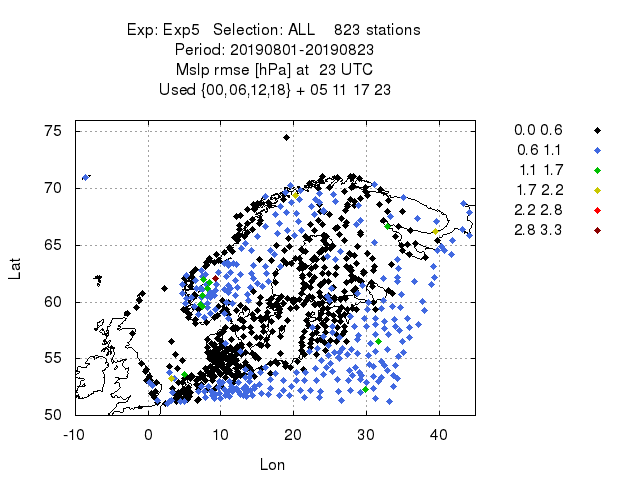 Exp: Exp5 Selection: ALL 823 stations
Period: 20190801-20190823
Mslp rmse [hPa] at 23 UTC
Used {00,06,12,18} + 05 11 17 23
0.0 0.6
0.6 1.1
1.1 1.7
1.7 2.2
2.2 2.8
2.8 3.3
75
70
65
60
55
50
Lat
-10 0 10 20 30 40
Lon